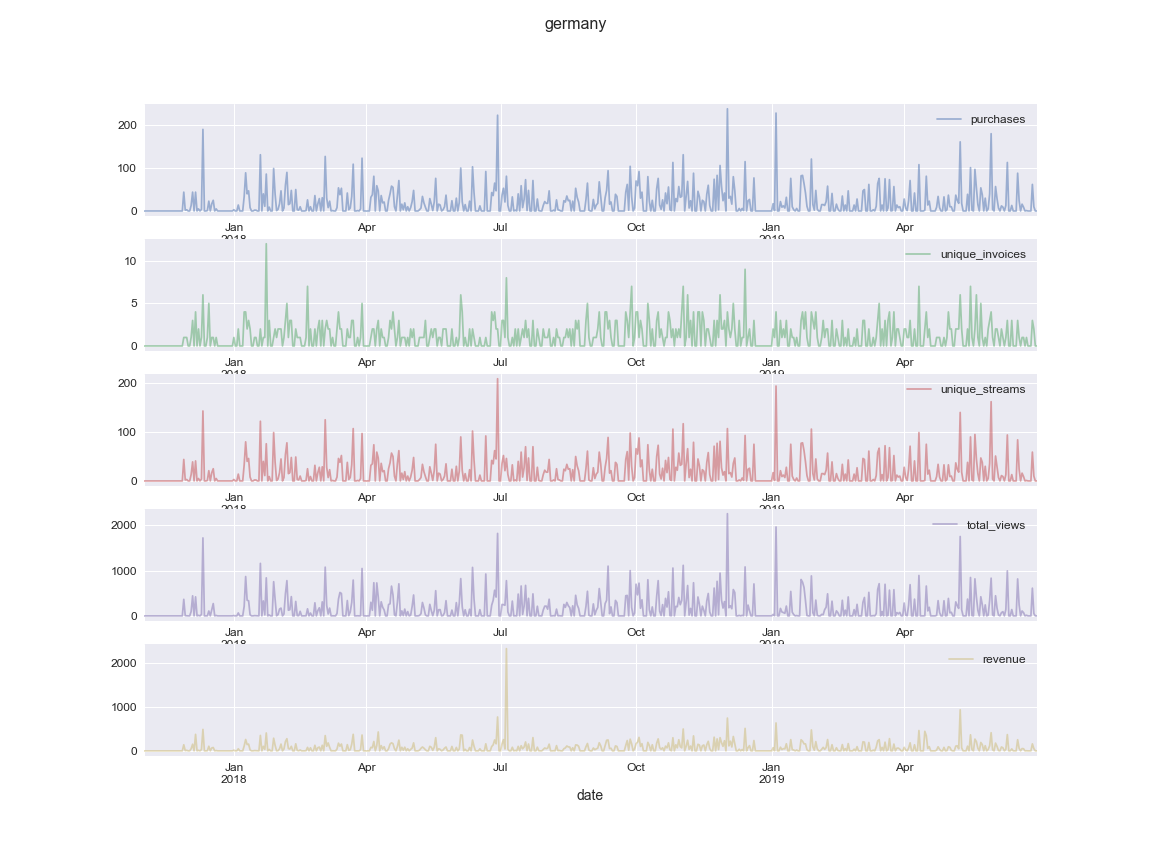 germany
purchases
200
100
0
Jan Apr Jul Oct Jan Apr
2018 2019
unique_invoices
10
5
0
Jan Apr Jul Oct Jan Apr
2018 2019
unique_streams
200
100
0
Jan Apr Jul Oct Jan Apr
2018 2019
total_views
2000
1000
0
Jan Apr Jul Oct Jan Apr
2018 2019
revenue
2000
1000
0
Jan Apr Jul Oct Jan Apr
2018 2019
date